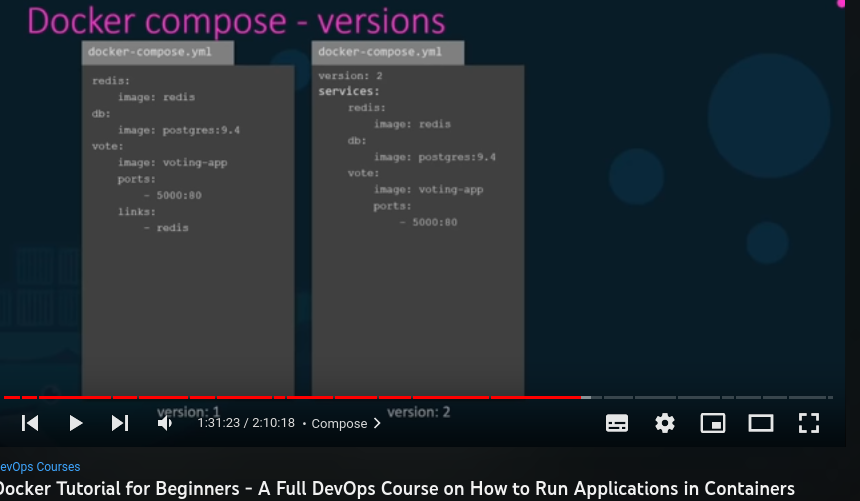 Docker compose - versions
docker-compose.yml
redis:
image: redis
db:
image: postgres:9.4
vote:
image: voting-app
ports:
- 5000:80
links:
- redis
version: 1
docker-compose.yml
version: 2
services:
redis:
image: redis
db:
image: postgres:9.4
vote:
image: voting-app
ports:
- 5000:80
version: 2
1:31:23 / 2:10:18 • Compose
evOps Courses
Docker Tutorial for Beginners - A Full DevOps Course on How to Run Applications in Containers